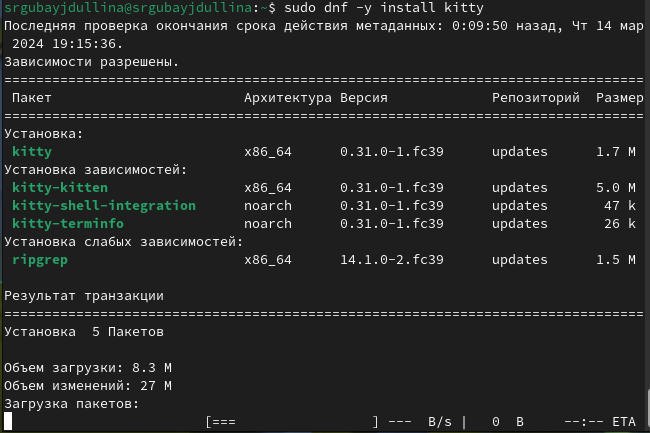 srgubayjdullina@srgubayjdullina:~$ sudo dnf -y install kitty
Последняя проверка окончания срока действия метаданных: 0:09:50 назад, Чт 14 мар
2024 19:15:36.
Зависимости разрешены.
================================================================================
Пакет Архитектура Версия Репозиторий Размер
================================================================================
Установка:
kitty x86_64 0.31.0-1.fc39 updates 1.7 M
Установка зависимостей:
kitty-kitten x86_64 0.31.0-1.fc39 updates 5.0 M
kitty-shell-integration noarch 0.31.0-1.fc39 updates 47 k
kitty-terminfo noarch 0.31.0-1.fc39 updates 26 k
Установка слабых зависимостей:
ripgrep x86_64 14.1.0-2.fc39 updates 1.5 M
Результат транзакции
================================================================================
Установка 5 Пакетов
Объем загрузки: 8.3 M
Объем изменений: 27 M
Загрузка пакетов:
[=== ] --- B/s | 0 B --:-- ETA